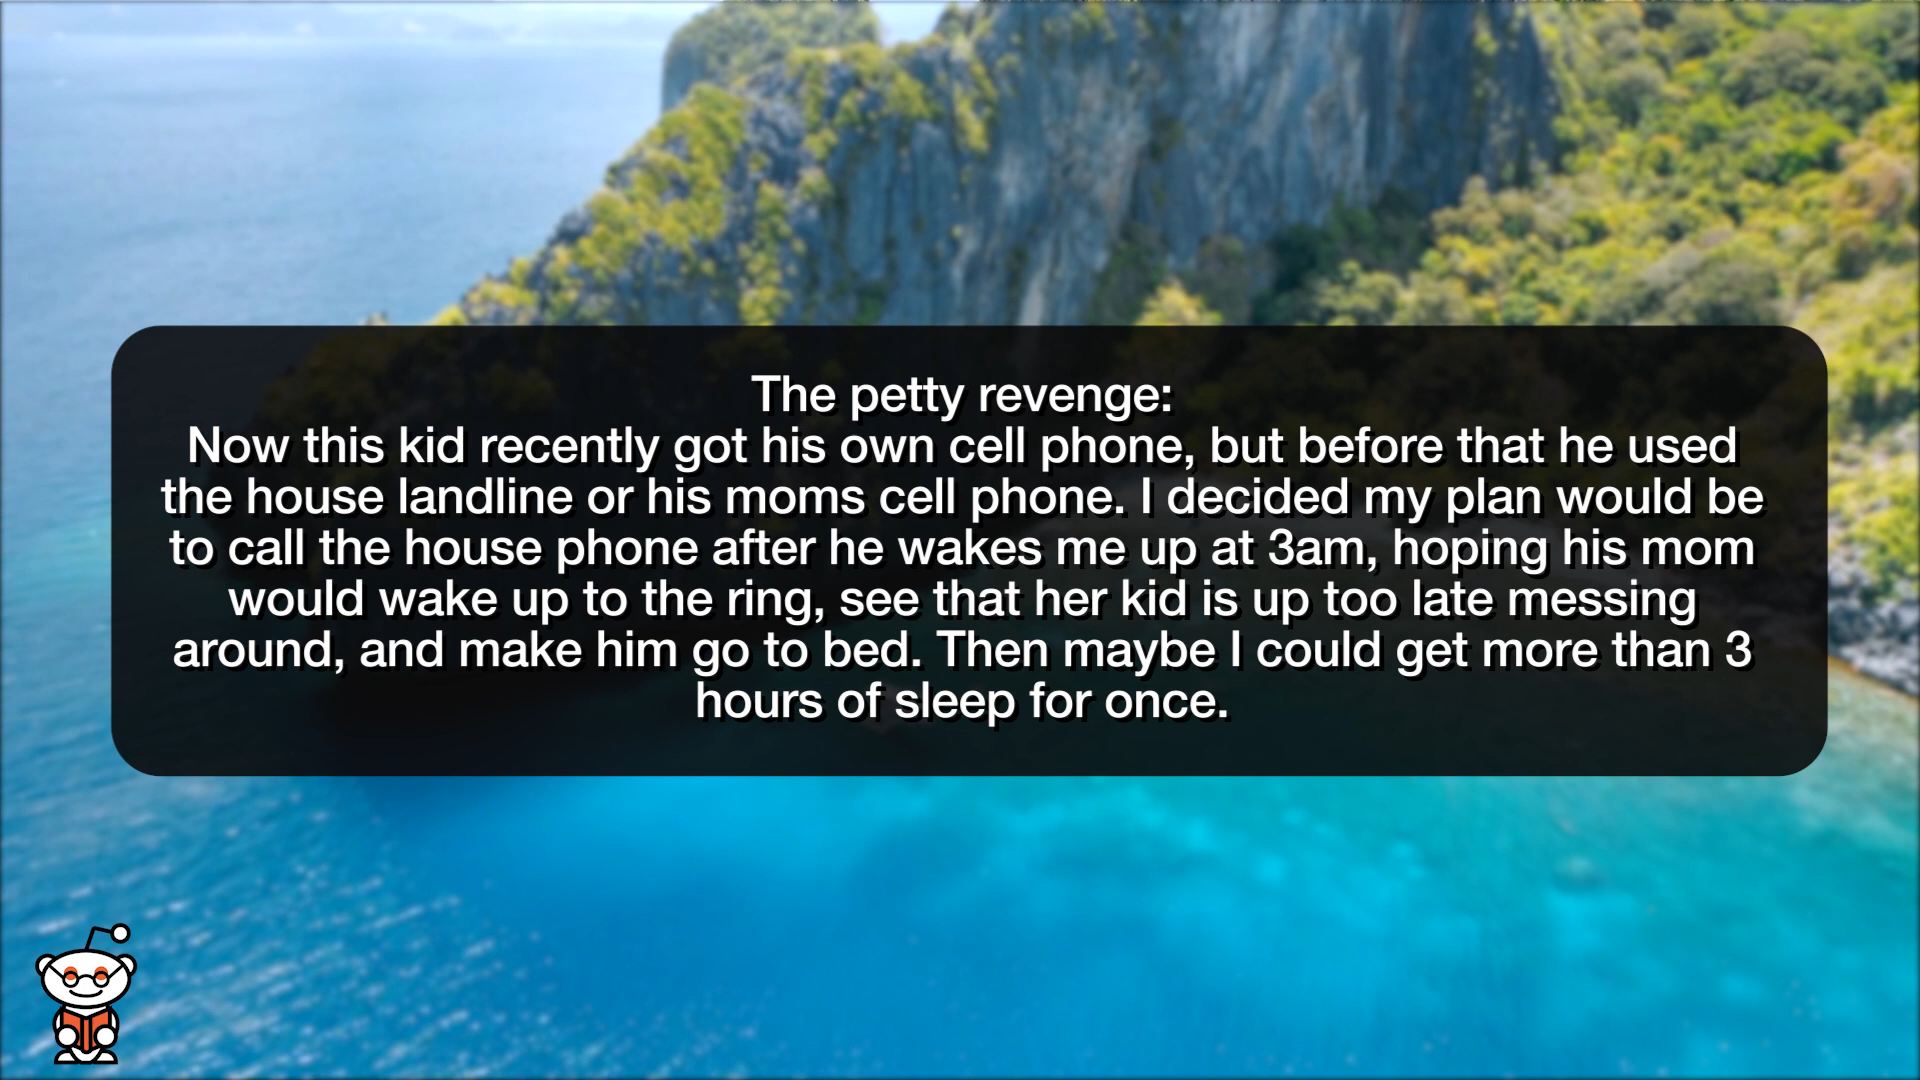 The petty revenge:
Now this kid recently got his own cell phone, but before that he used
the house landline or his moms cell phone. I decided my plan would be
to call the house phone after he wakes me up at 3am, hoping his mom
would wake up to the ring, see that her kid is up too late messing
around, and make him go to bed. Then maybe I could get more than 3
hours of sleep for once.